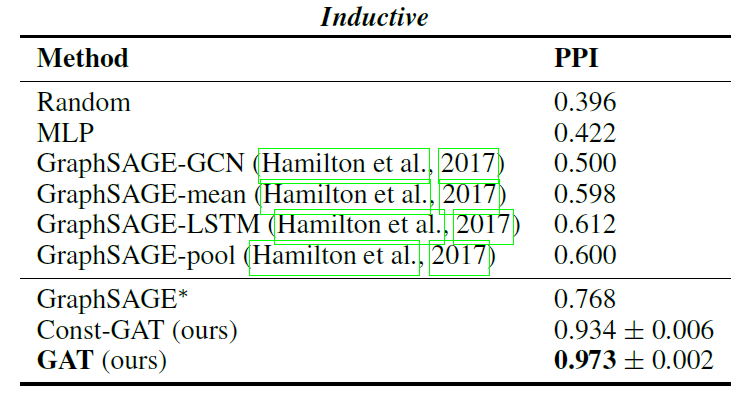 Inductive
Method PPI
Random 0.396
MLP 0.422
GraphSAGE-GCN (Hamilton et al., 2017) 0.500
GraphSAGE-mean (Hamilton et al., 2017) 0.598
GraphSAGE-LSTM (Hamilton et al., 2017) 0.612
GraphSAGE-pool (Hamilton et al., 2017) 0.600
GraphSAGE* 0.768
Const-GAT (ours) 0.934 ± 0.006
GAT (ours) 0.973 ± 0.002